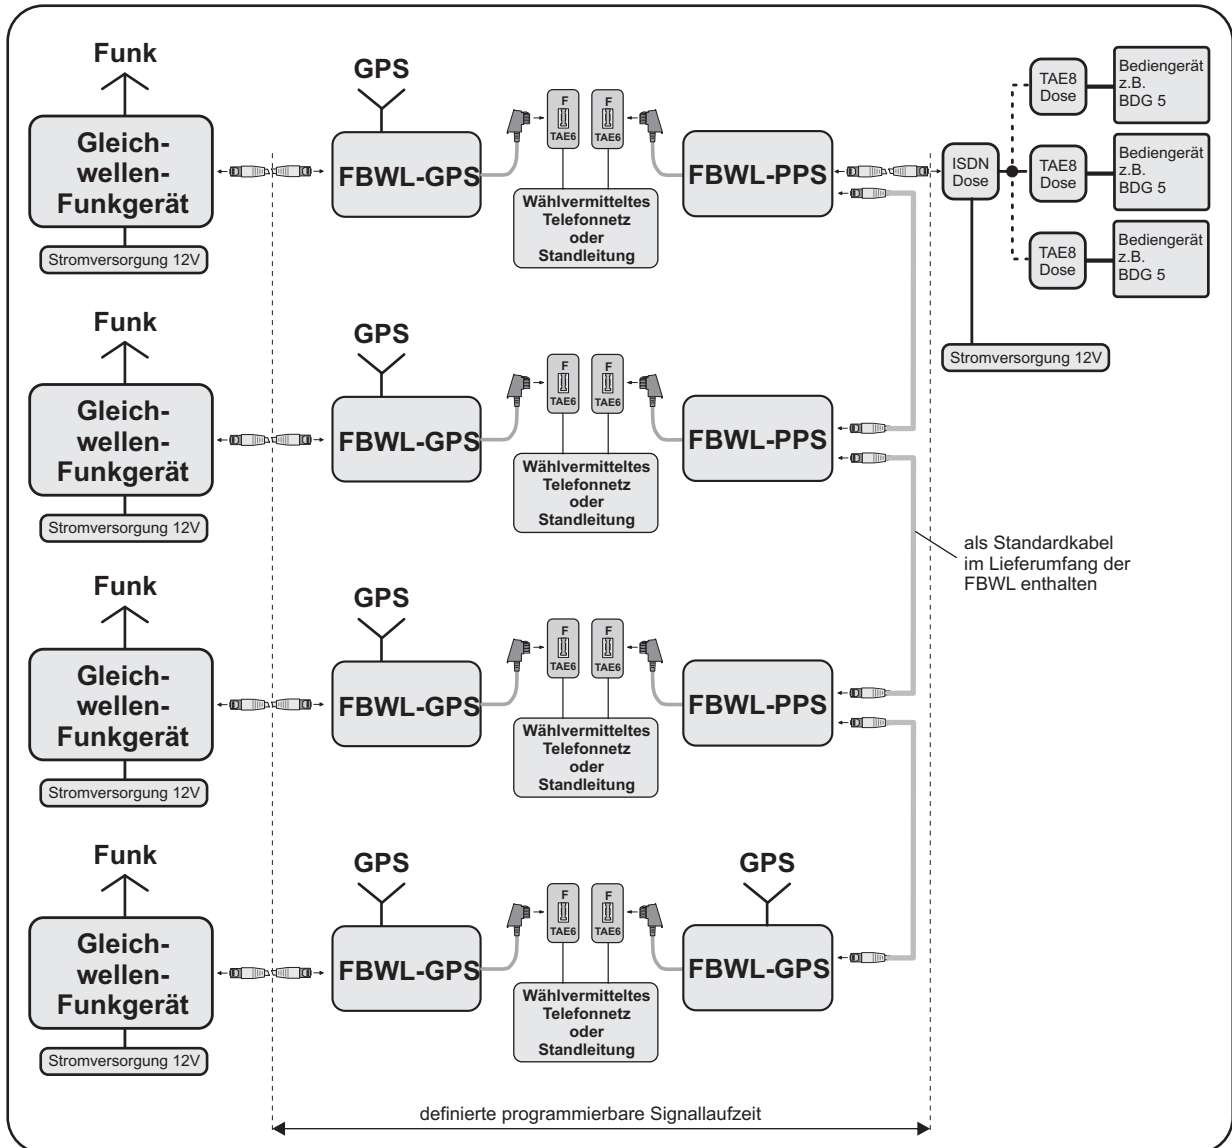 Funk
Gleich-
wellen-
Funkgerät
Stromversorgung 12V
GPS
FBWL-GPS
F
TAE6
F
TAE6
Wählvermitteltes
Telefonnetz
oder
Standleitung
FBWL-PPS
ISDN
Dose
TAE8
Dose
Bediengerät
z.B.
BDG 5
TAE8
Dose
Bediengerät
z.B.
BDG 5
TAE8
Dose
Bediengerät
z.B.
BDG 5
Stromversorgung 12V
Funk
Gleich-
wellen-
Funkgerät
Stromversorgung 12V
GPS
FBWL-GPS
F
TAE6
F
TAE6
Wählvermitteltes
Telefonnetz
oder
Standleitung
FBWL-PPS
als Standardkabel
im Lieferumfang der
FBWL enthalten
Funk
Gleich-
wellen-
Funkgerät
Stromversorgung 12V
GPS
FBWL-GPS
F
TAE6
F
TAE6
Wählvermitteltes
Telefonnetz
oder
Standleitung
FBWL-PPS
Funk
Gleich-
wellen-
Funkgerät
Stromversorgung 12V
GPS
FBWL-GPS
F
TAE6
F
TAE6
Wählvermitteltes
Telefonnetz
oder
Standleitung
GPS
FBWL-GPS
definierte programmierbare Signallaufzeit